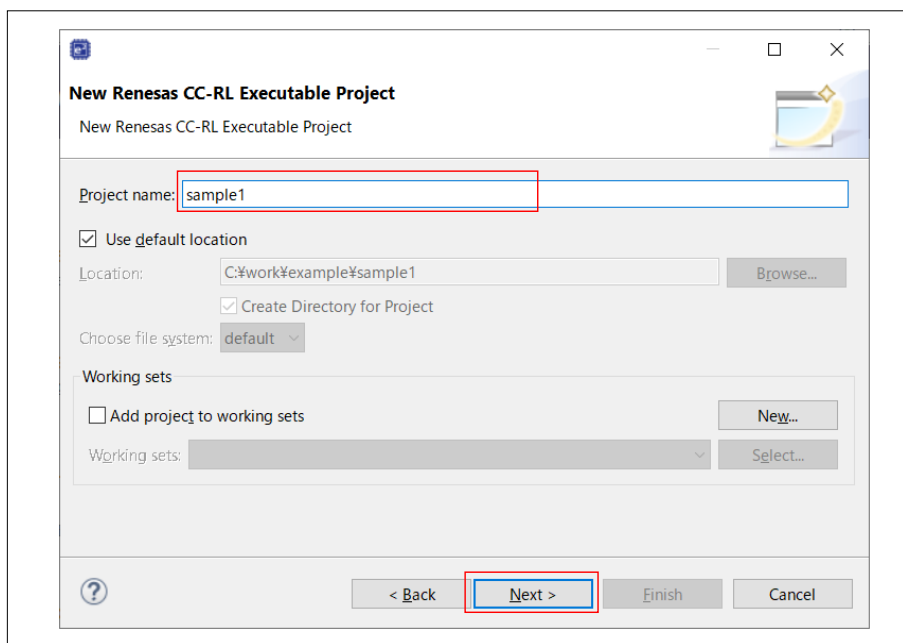 New Renesas CC-RL Executable Project
New Renesas CC-RL Executable Project
Project name: sample1
Use default location
Location: C:¥work¥example¥sample1 Browse...
Create Directory for Project
Choose file system: default
Working sets
Add project to working sets New...
Working sets: Select...
< Back Next > Finish Cancel